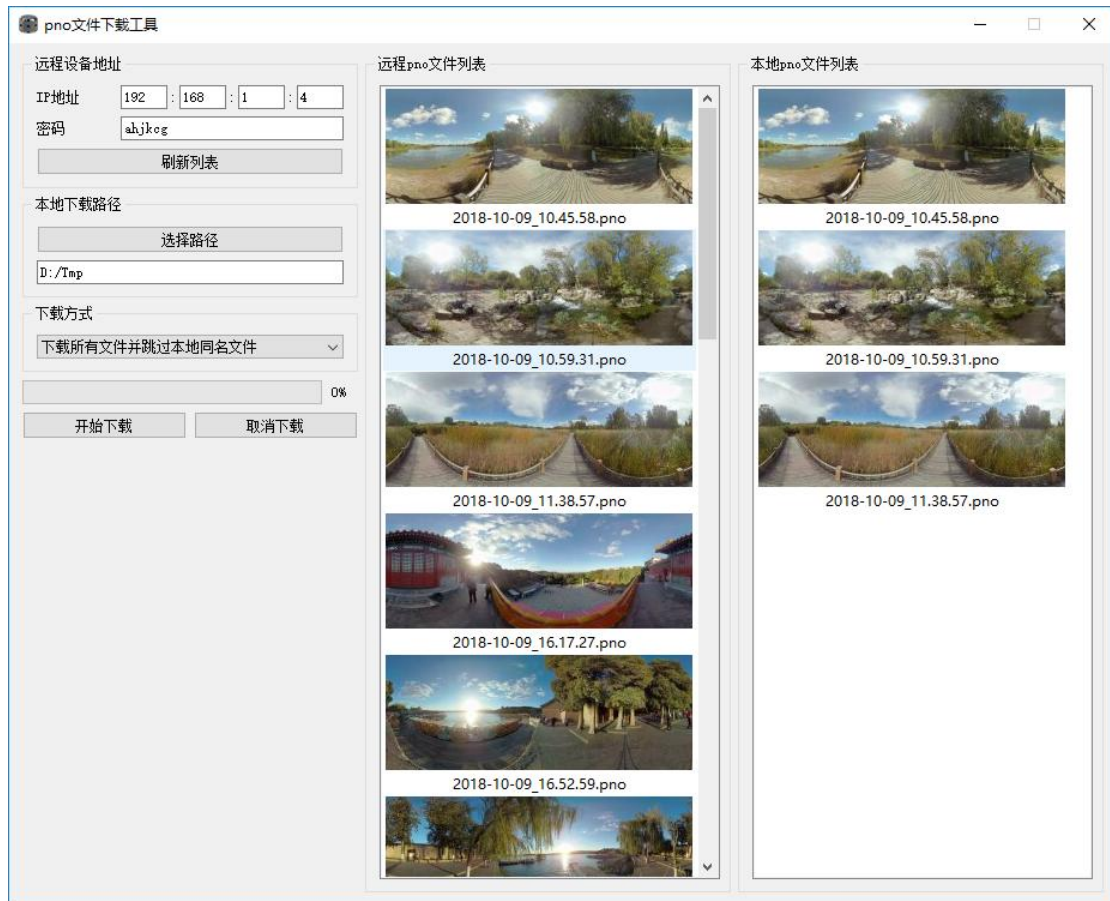 pno文件下载工具
远程设备地址
IP地址 192 : 168 : 1 : 4
密码 ahjkcg
刷新列表
本地下载路径
选择路径
D:/Tmp
下载方式
下载所有文件并跳过本地同名文件
0%
开始下载 取消下载
远程pno文件列表
2018-10-09_10.45.58.pno
2018-10-09_10.59.31.pno
2018-10-09_11.38.57.pno
2018-10-09_16.17.27.pno
2018-10-09_16.52.59.pno
本地pno文件列表
2018-10-09_10.45.58.pno
2018-10-09_10.59.31.pno
2018-10-09_11.38.57.pno